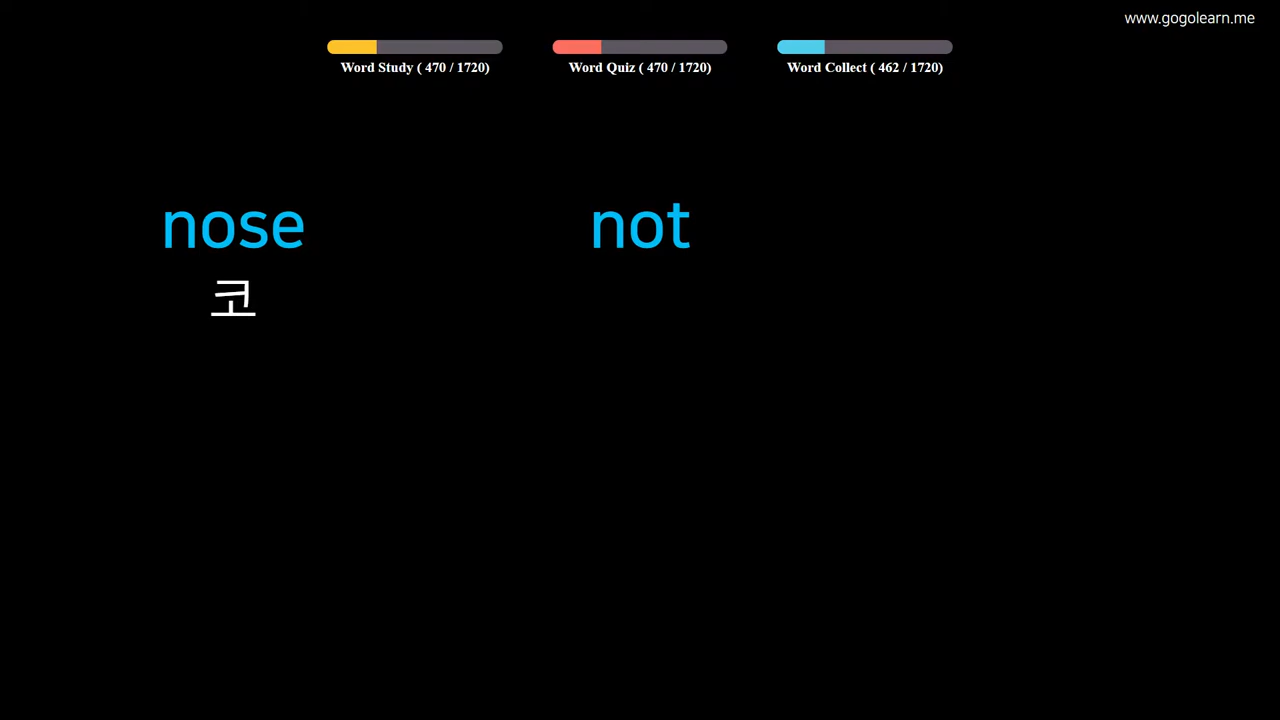 www.gogolearn.me
Word Study ( 470 / 1720)
Word Quiz ( 470 / 1720)
Word Collect ( 462 / 1720)
nose
not
코